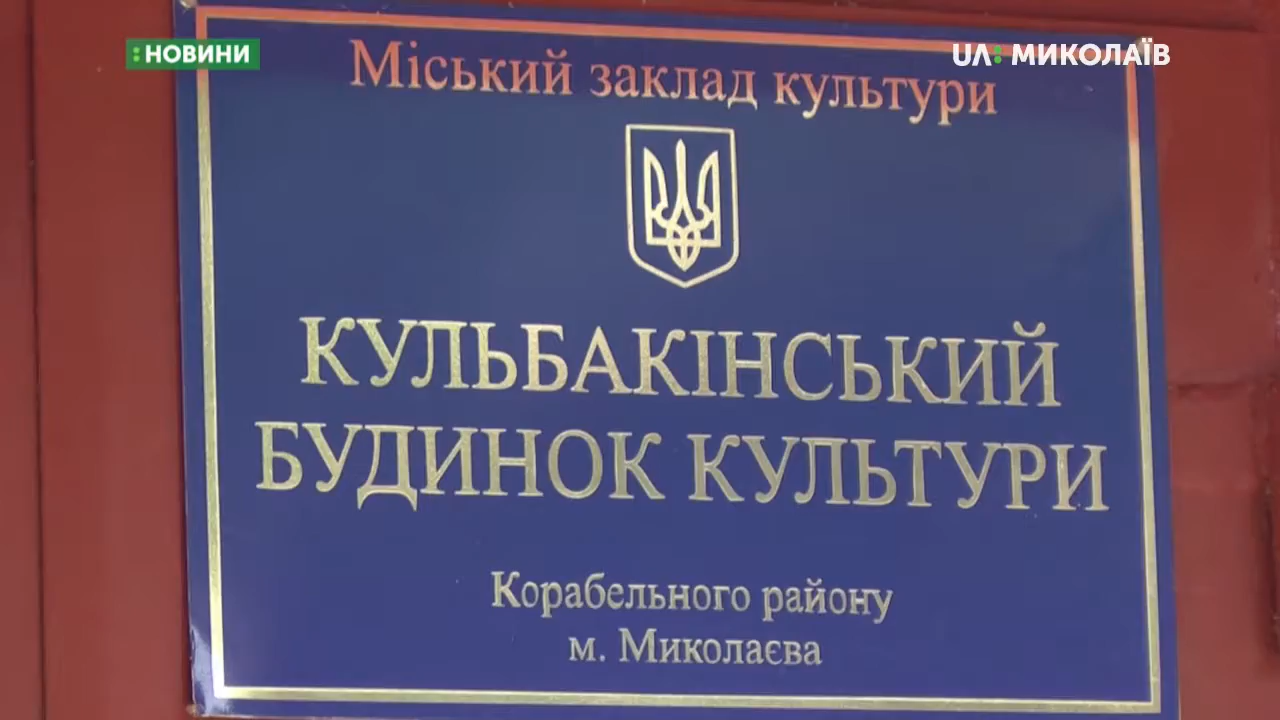 :НОВИНИ
UA: МИКОЛАЇВ
Міський заклад культури
КУЛЬБАКІНСЬКИЙ
БУДИНОК КУЛЬТУРИ
Корабельного району
м. Миколаєва